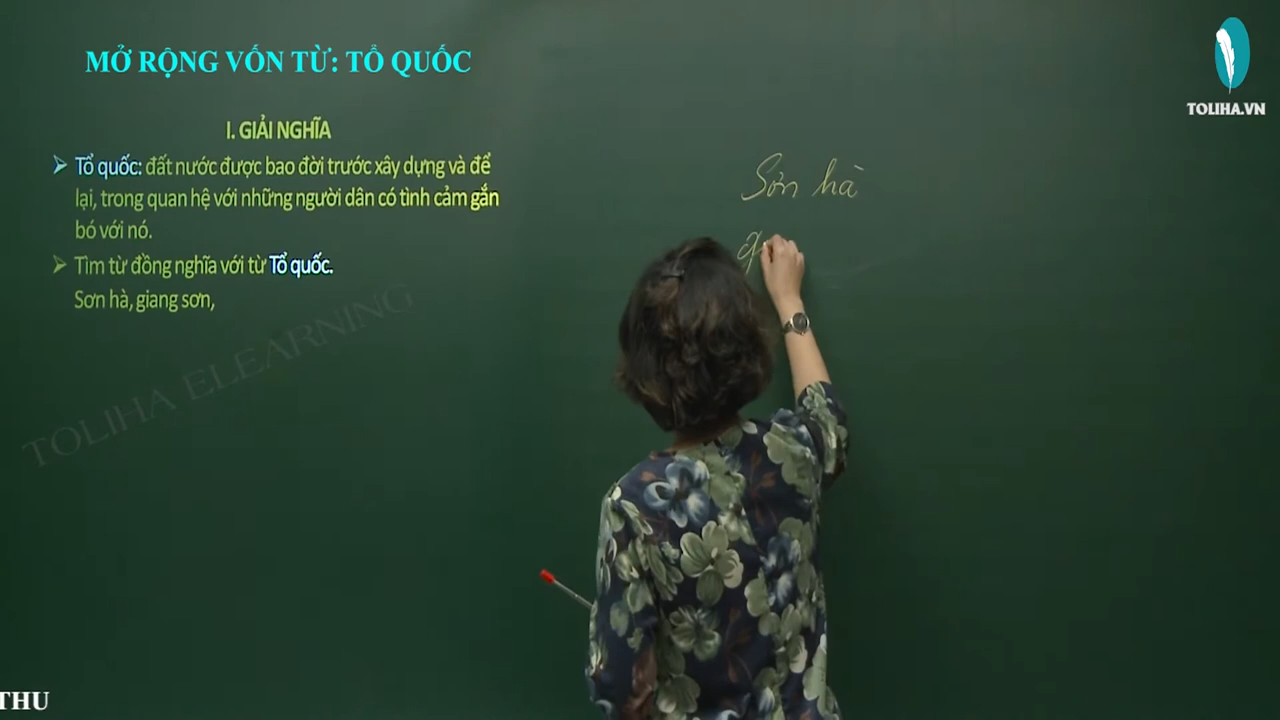 MỞ RỘNG VỐN TỪ: TỔ QUỐC
TOLIHA.VN
I. GIẢI NGHĨA
Tổ quốc: đất nước được bao đời trước xây dựng và để
lại, trong quan hệ với những người dân có tình cảm gắn
bó với nó.
Tìm từ đồng nghĩa với từ Tổ quốc.
Sơn hà, giang sơn,
Sơn hà
TOLIHA ELEARNING
THU